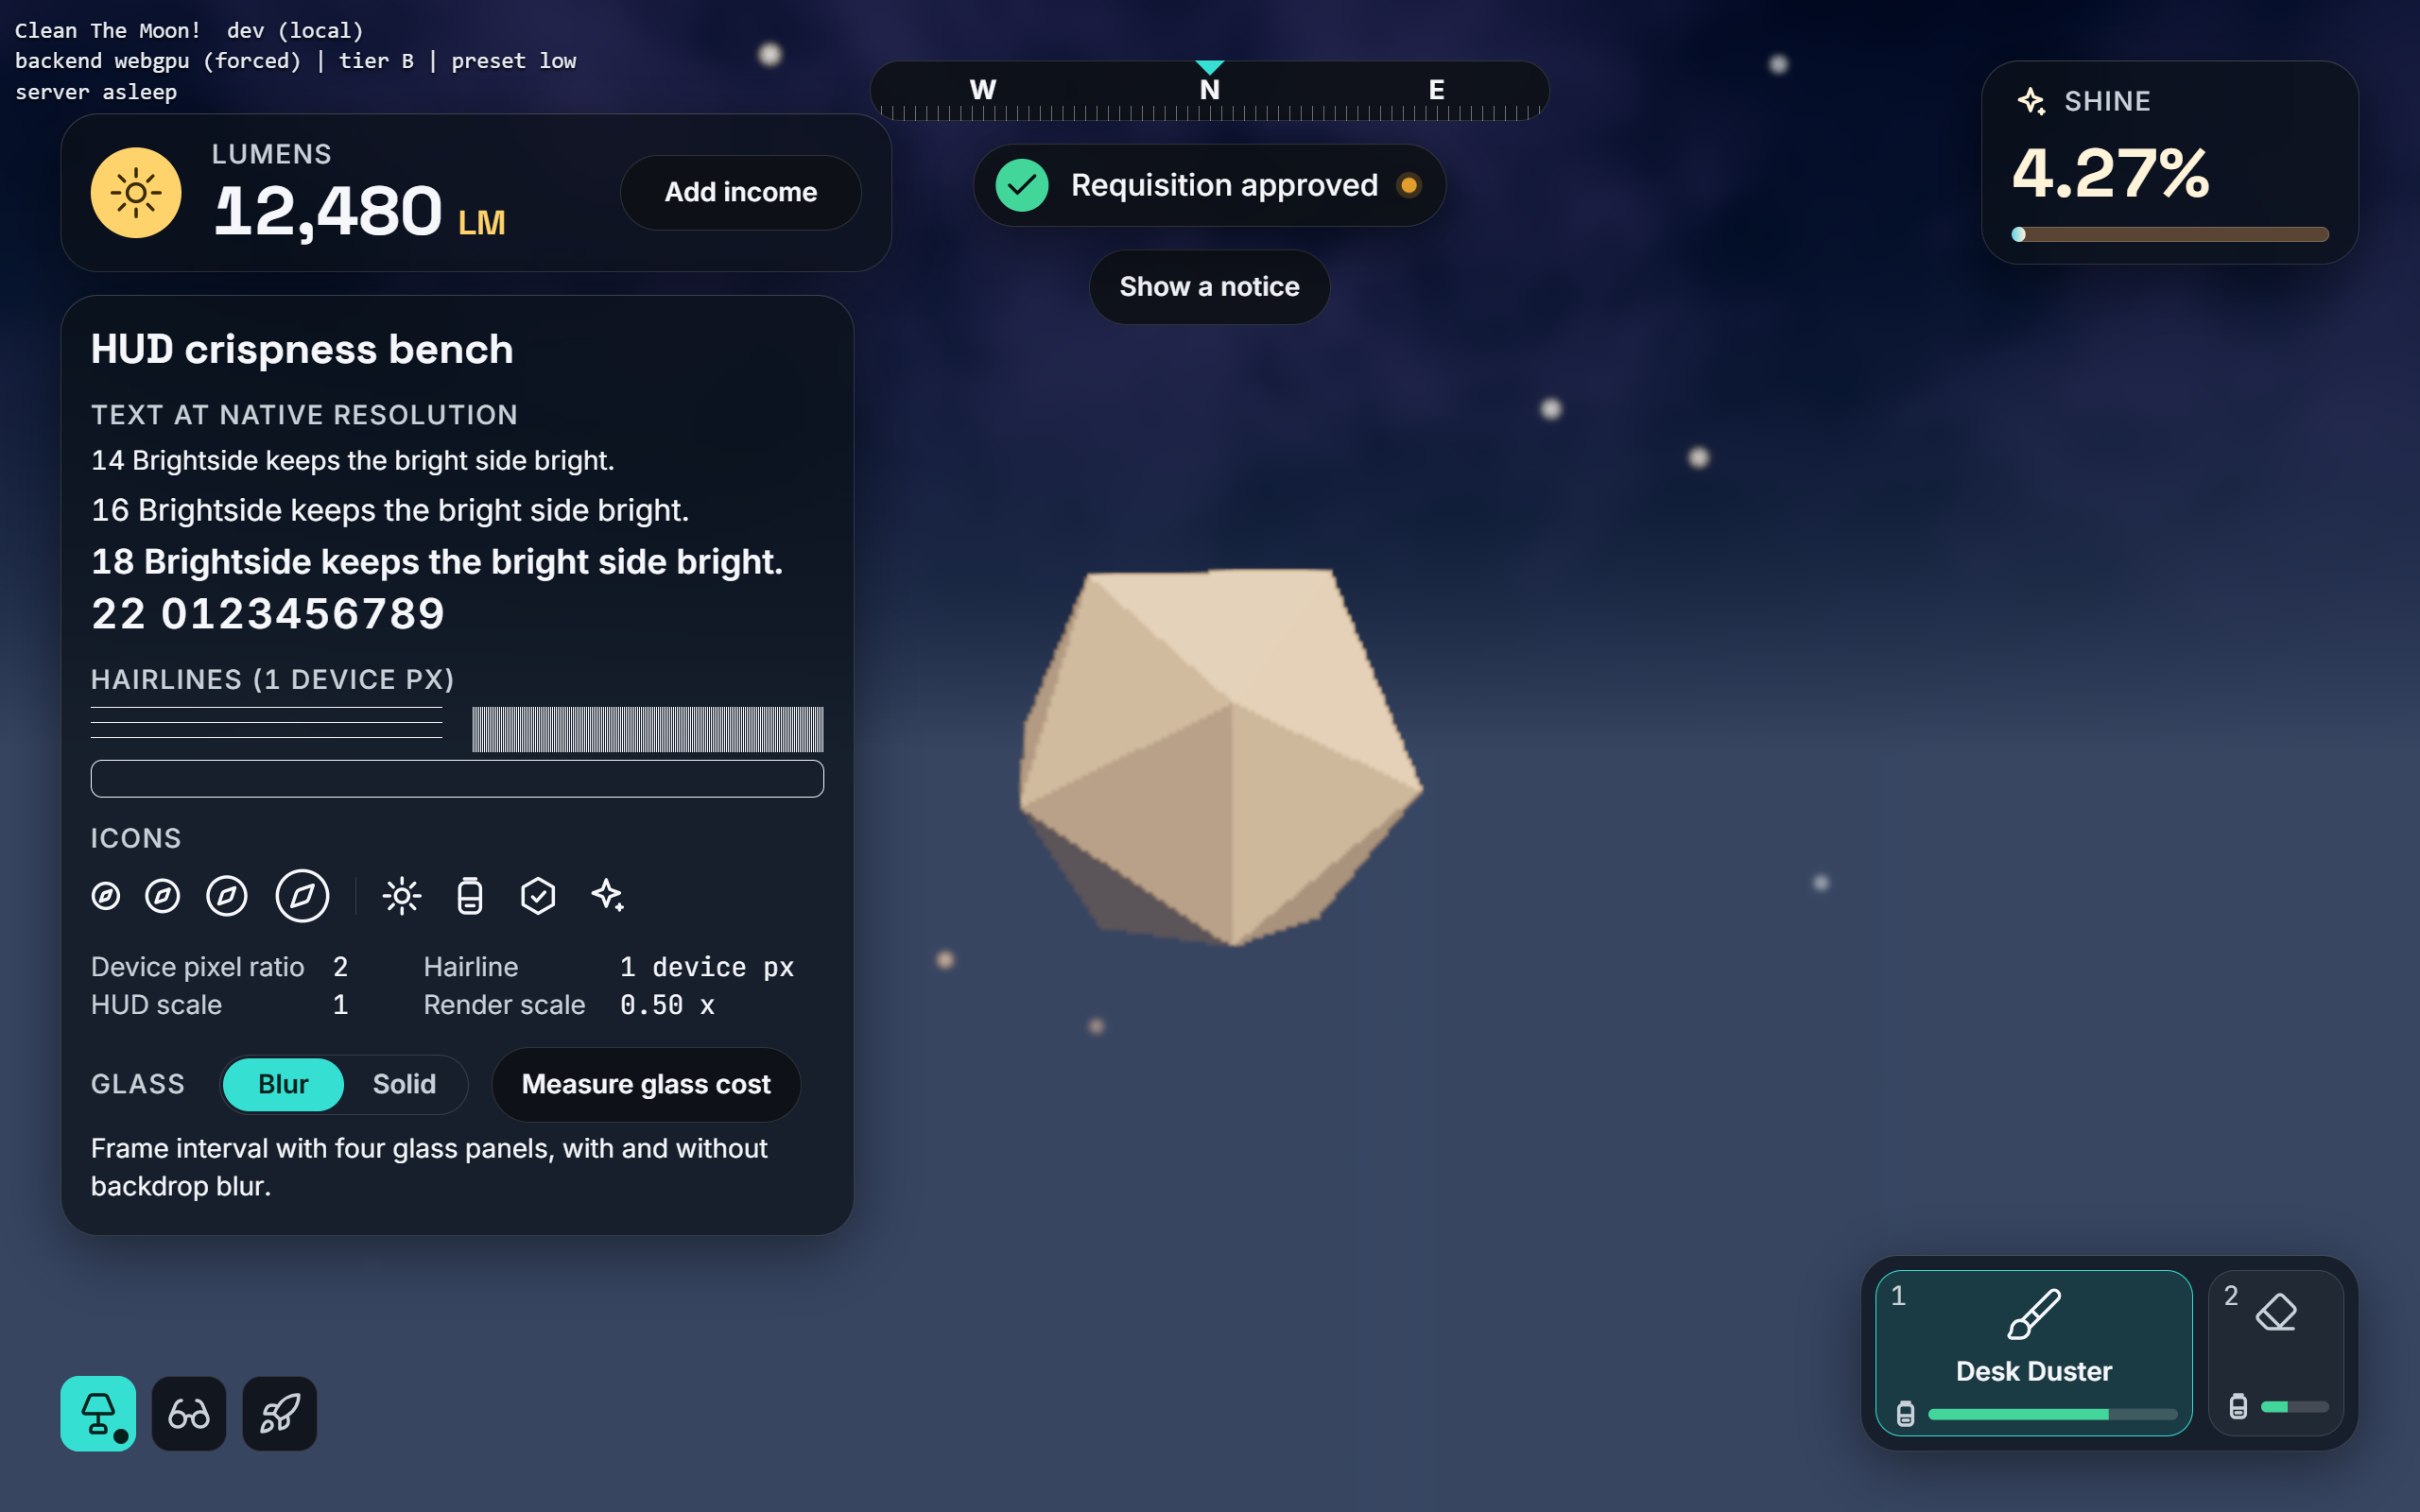 Clean The Moon!  dev (local)
backend webgpu (forced) | tier B | preset low
server asleep
W N E
LUMENS
12,480 LM
Add income
Requisition approved
Show a notice
SHINE
4.27%
HUD crispness bench
TEXT AT NATIVE RESOLUTION
14 Brightside keeps the bright side bright.
16 Brightside keeps the bright side bright.
18 Brightside keeps the bright side bright.
22 0123456789
HAIRLINES (1 DEVICE PX)
ICONS
Device pixel ratio 2 Hairline 1 device px
HUD scale 1 Render scale 0.50 x
GLASS Blur Solid Measure glass cost
Frame interval with four glass panels, with and without
backdrop blur.
1
Desk Duster
2